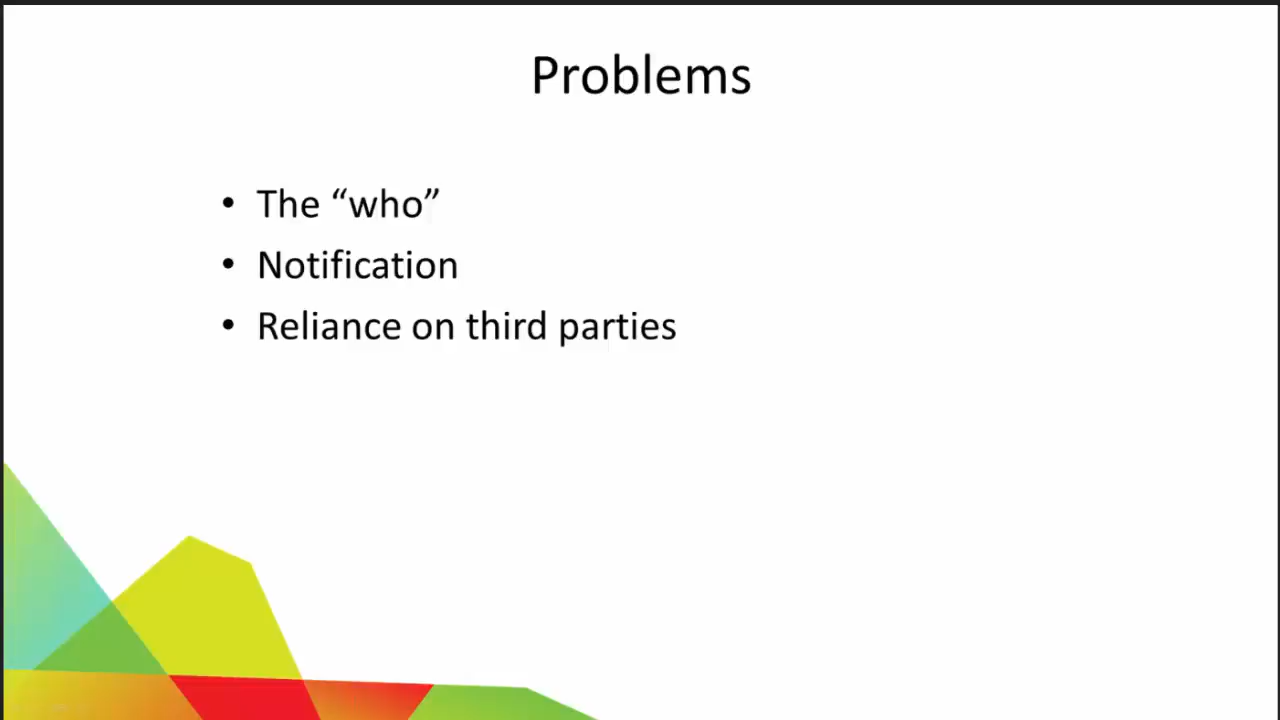 Problems
• The “who”
• Notification
• Reliance on third parties